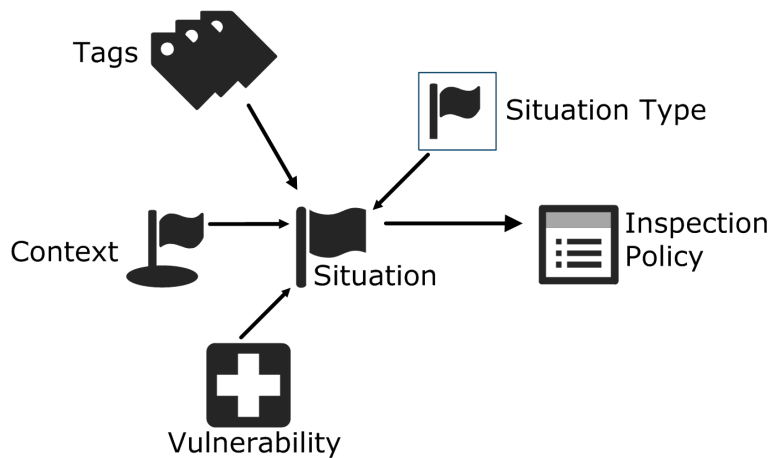 Tags
Situation Type
Context
Situation
Inspection
Policy
Vulnerability